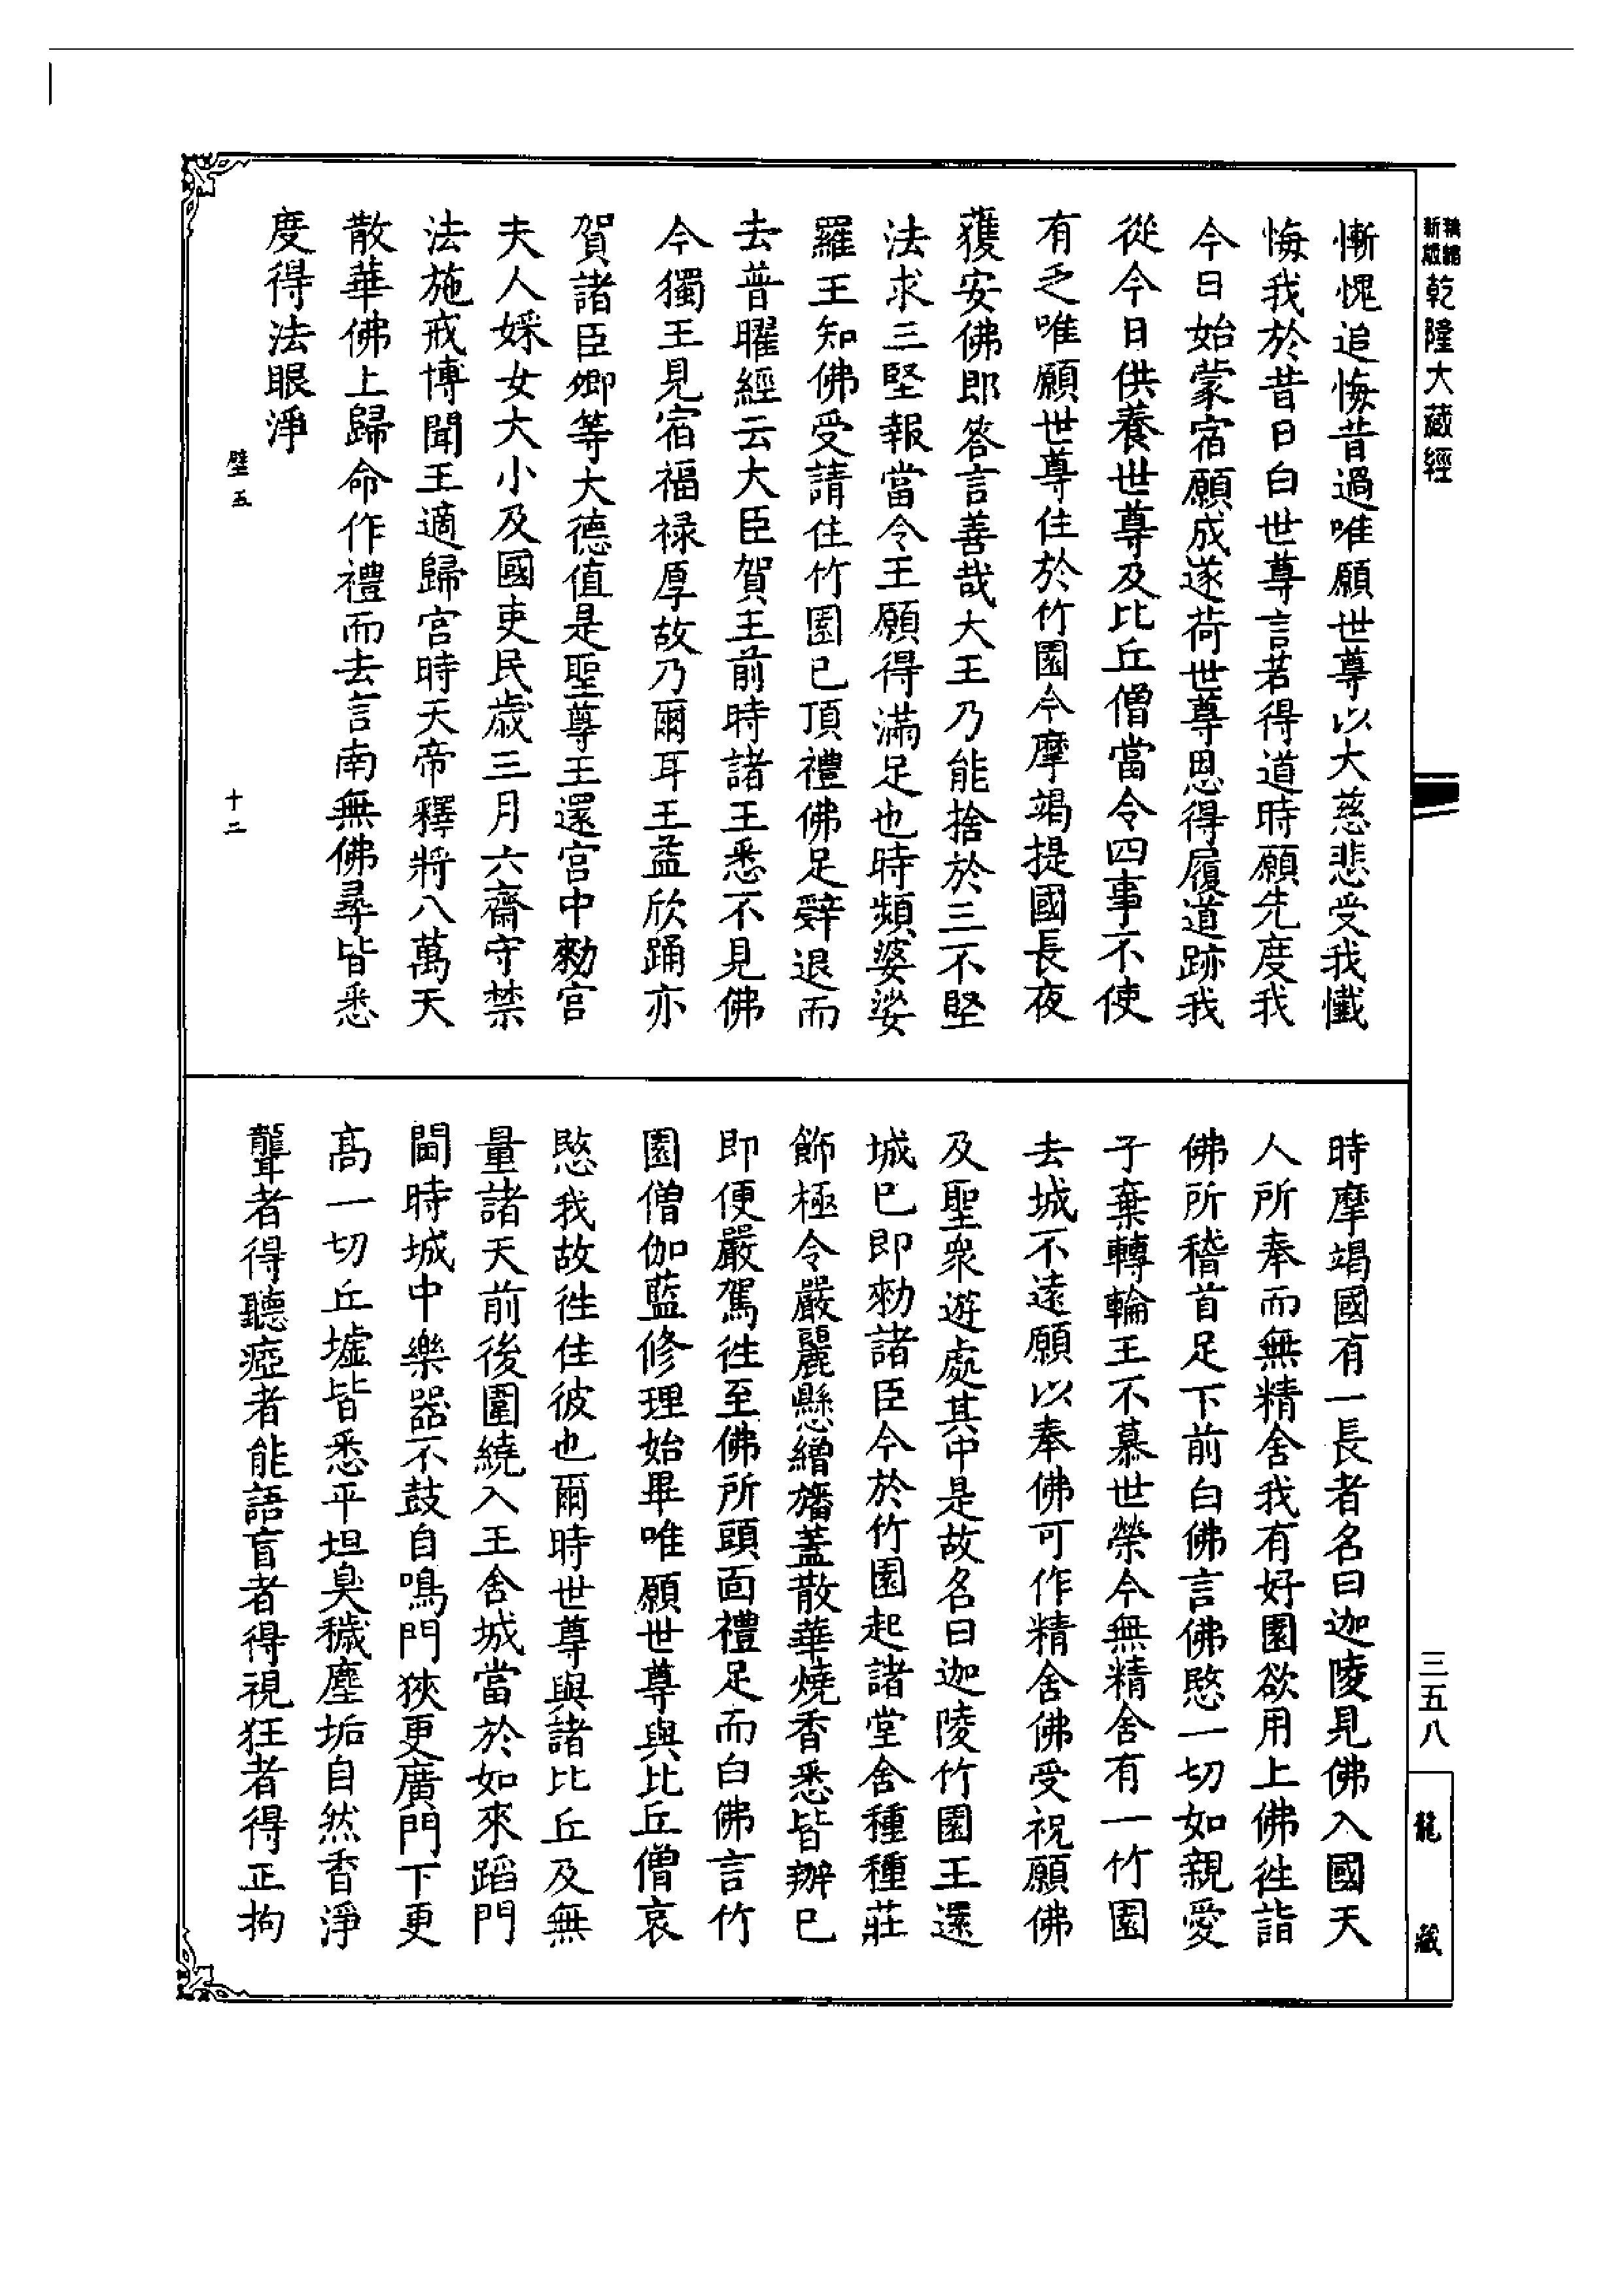 新編縮版 乾隆大藏經
慚愧追悔昔過唯願世尊以大慈悲受我懺
悔我於昔日白世尊言若得道時願先度我
今日始蒙宿願成遂荷世尊恩得履道跡我
從今日供養世尊及比丘僧當令四事不使
有乏唯願世尊住於竹園令摩竭提國長夜
獲安佛即答言善哉大王乃能捨於三不堅
法求三堅報當令王願得滿足也時頻婆娑
羅王知佛受請住竹園已頂禮佛足辭退而
去普曜經云大臣賀王前時諸王悉不見佛
今獨王見宿福祿厚故乃爾耳王益欣踊亦
賀諸臣卿等大德值是聖尊王還宮中勑宮
夫人婇女大小及國吏民歲三月六齋守禁
法施戒博聞王適歸宮時天帝釋將八萬天
散華佛上歸命作禮而去言南無佛尋皆悉
度得法眼淨
璧五
十二
時摩竭國有一長者名曰迦陵見佛入國天
人所奉而無精舍我有好園欲用上佛徃詣
佛所稽首足下前白佛言佛愍一切如親愛
子棄轉輪王不慕世榮今無精舍有一竹園
去城不遠願以奉佛可作精舍佛受祝願佛
及聖衆遊處其中是故名曰迦陵竹園王還
城已即勑諸臣今於竹園起諸堂舍種種莊
飾極令嚴麗懸繒旛蓋散華燒香悉皆辦已
即便嚴駕徃至佛所頭面禮足而白佛言竹
園僧伽藍修理始畢唯願世尊與比丘僧哀
愍我故徃住彼也爾時世尊與諸比丘及無
量諸天前後圍繞入王舍城當於如來蹈門
閫時城中樂器不鼓自鳴門狹更廣門下更
高一切丘墟皆悉平坦臭穢塵垢自然香淨
聾者得聽瘂者能語盲者得視狂者得正拘
三五八
龍藏